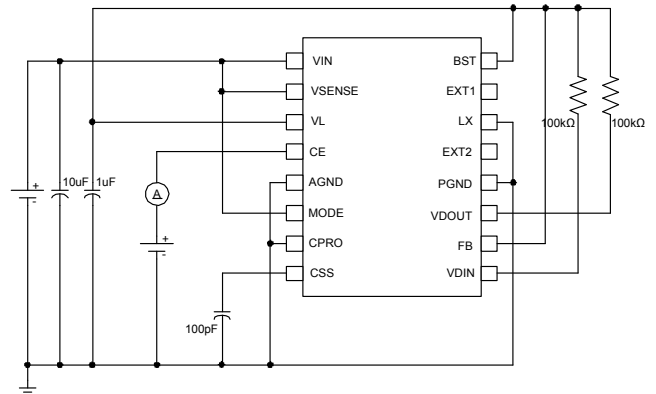 VIN
BST
VSENSE
EXT1
VL
LX
100kΩ
100kΩ
CE
EXT2
10uF
1uF
+
-
A
AGND
PGND
MODE
VDOUT
+
-
CPRO
FB
CSS
VDIN
100pF